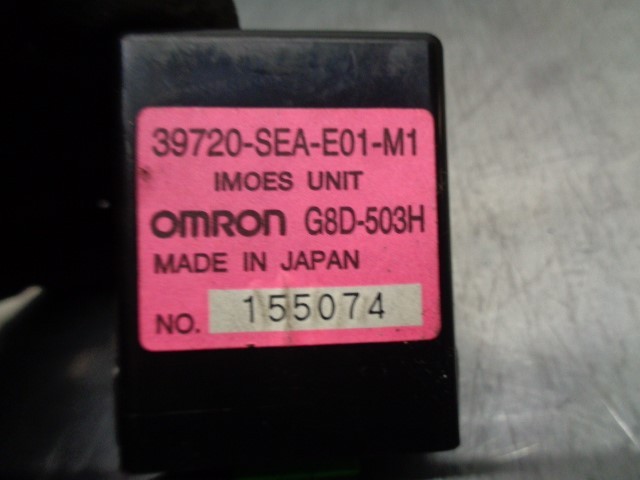 39720-SEA-E01-M1
IMOES UNIT
OMRON G8D-503H
MADE IN JAPAN
NO. 155074